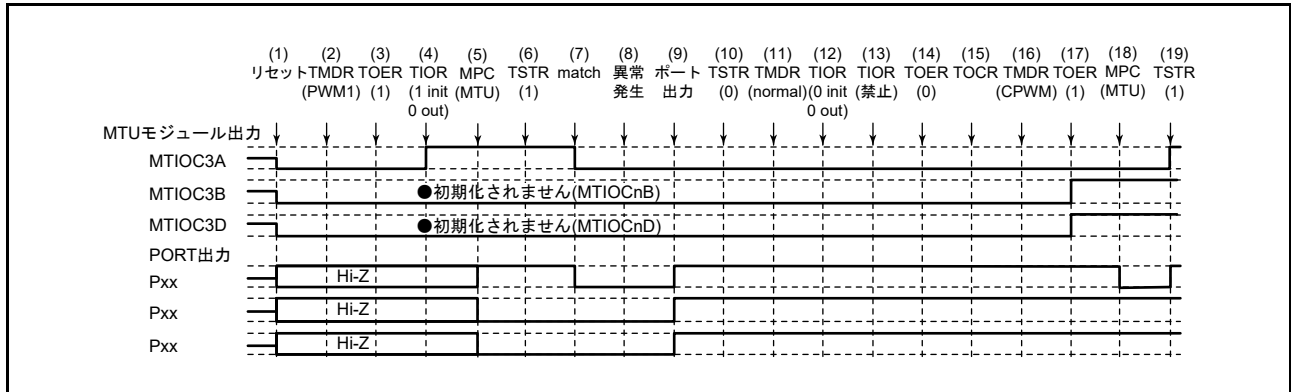 (1) (2) (3) (4) (5) (6) (7) (8) (9) (10) (11) (12) (13) (14) (15) (16) (17) (18) (19)
リセット TMDR TOER TIOR MPC TSTR match 異常 ポート TSTR TMDR TIOR TIOR TOER TOCR TMDR TOER MPC TSTR
(PWM1) (1) (1 init (MTU) (1) 発生 出力 (0) (normal) (0 init (禁止) (0) (CPWM) (1) (MTU) (1)
0 out) 0 out)
MTUモジュール出力
MTIOC3A
MTIOC3B ●初期化されません(MTIOCnB)
MTIOC3D ●初期化されません(MTIOCnD)
PORT出力
Pxx Hi-Z
Pxx Hi-Z
Pxx Hi-Z